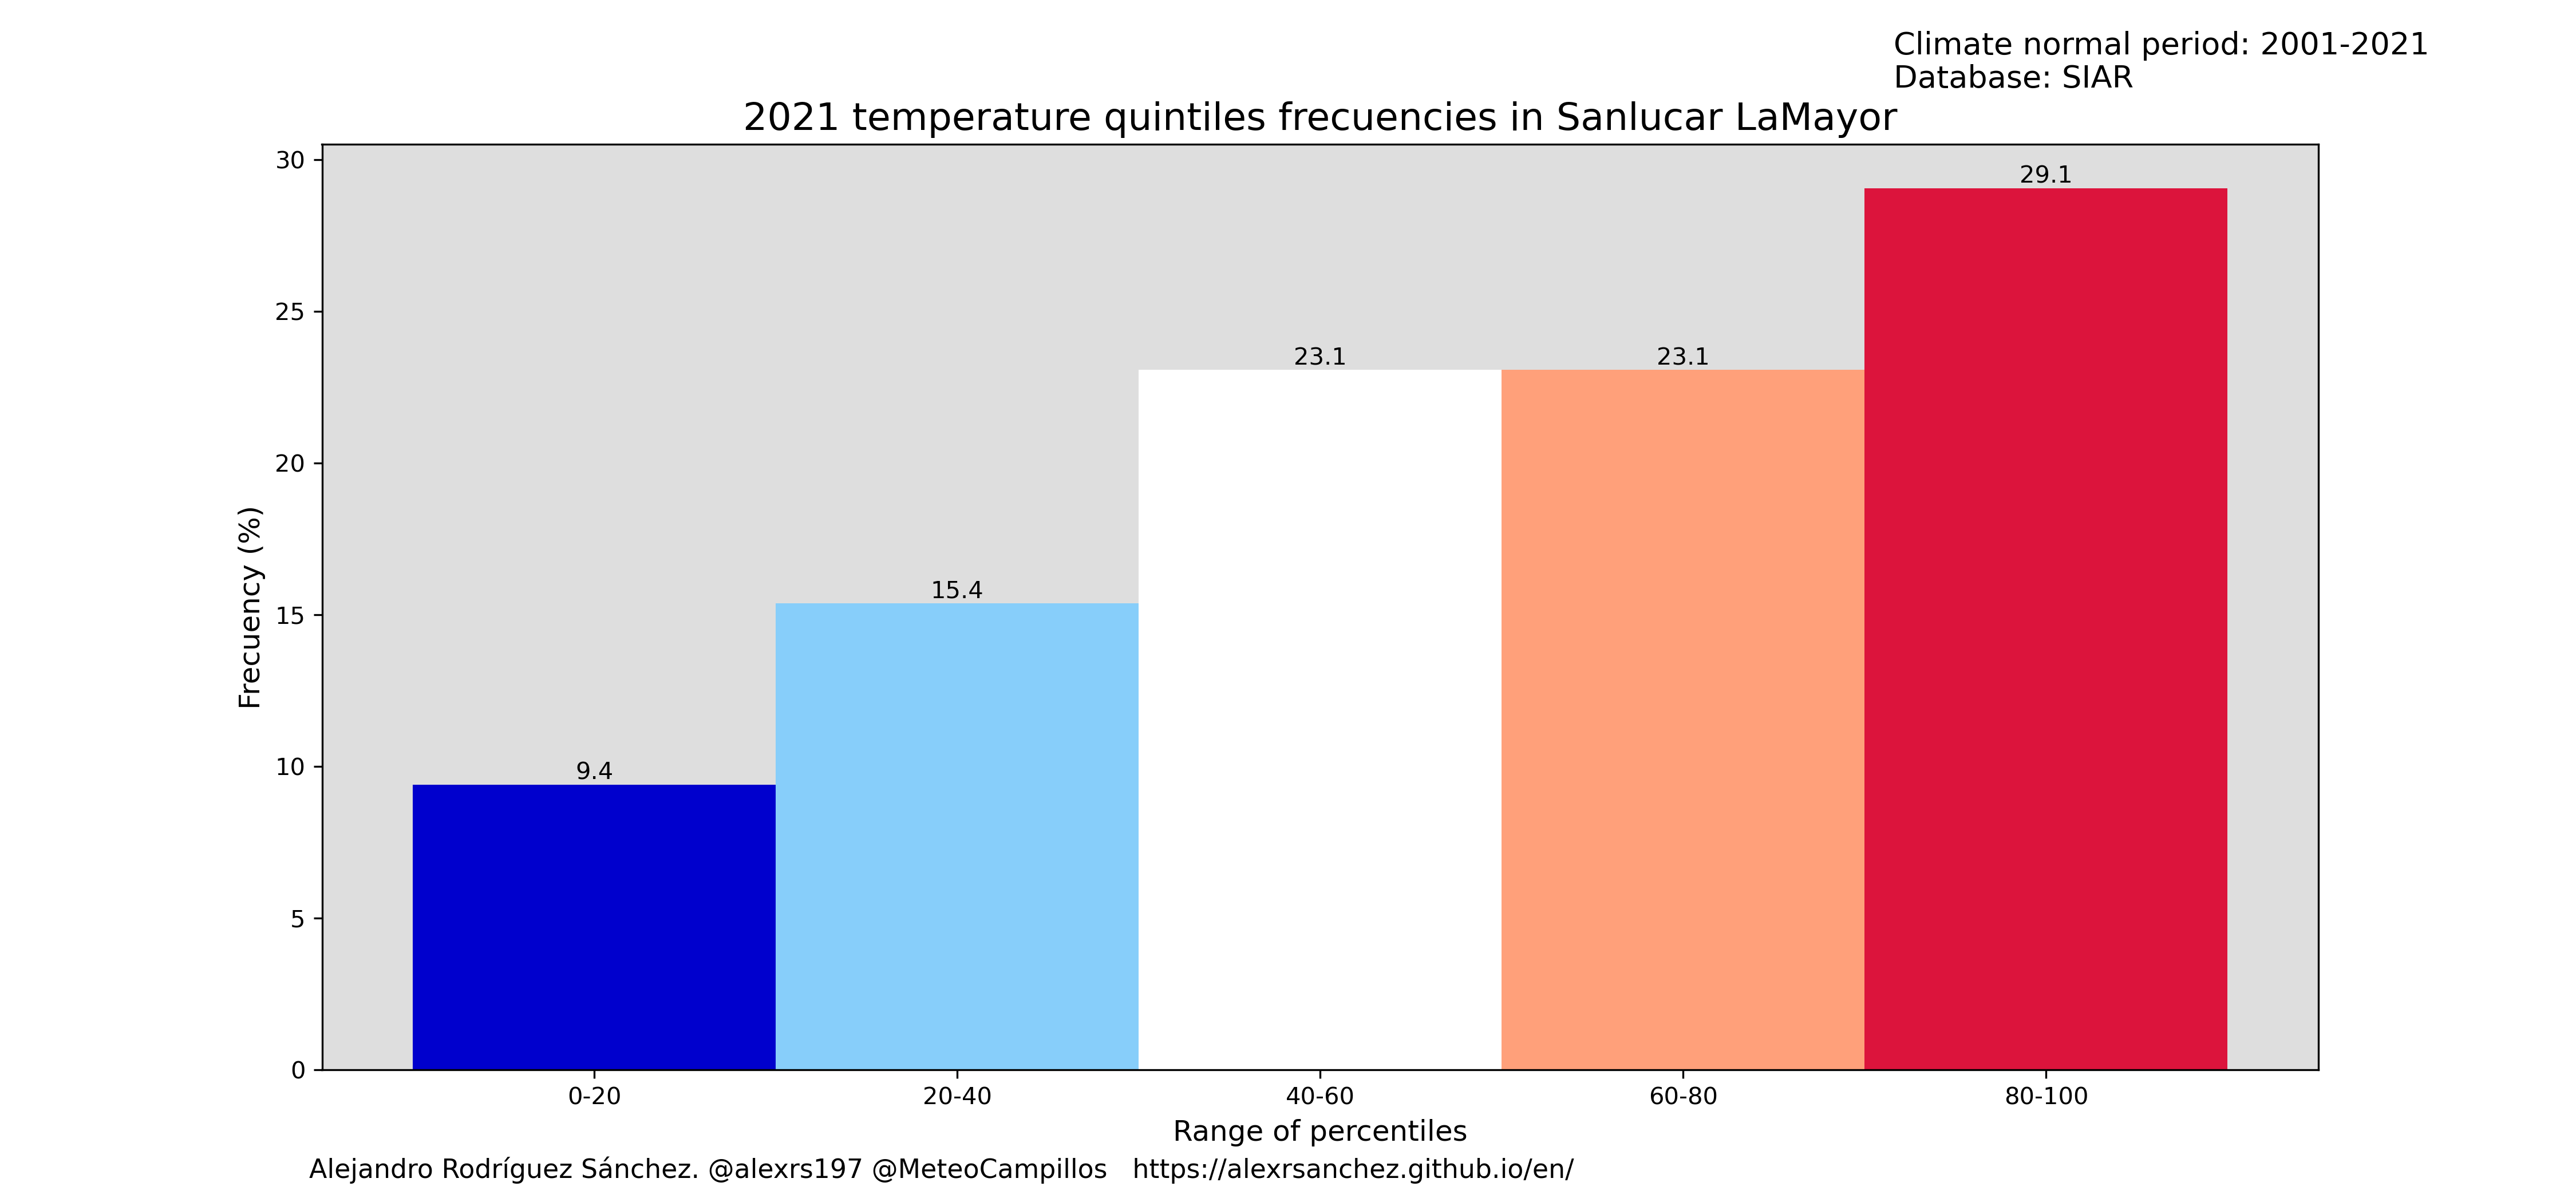 Climate normal period: 2001-2021
Database: SIAR
2021 temperature quintiles frecuencies in Sanlucar LaMayor
30
25
20
15
10
5
0
Frecuency (%)
9.4
15.4
23.1
23.1
29.1
0-20
20-40
40-60
60-80
80-100
Range of percentiles
Alejandro Rodríguez Sánchez. @alexrs197 @MeteoCampillos   https://alexrsanchez.github.io/en/